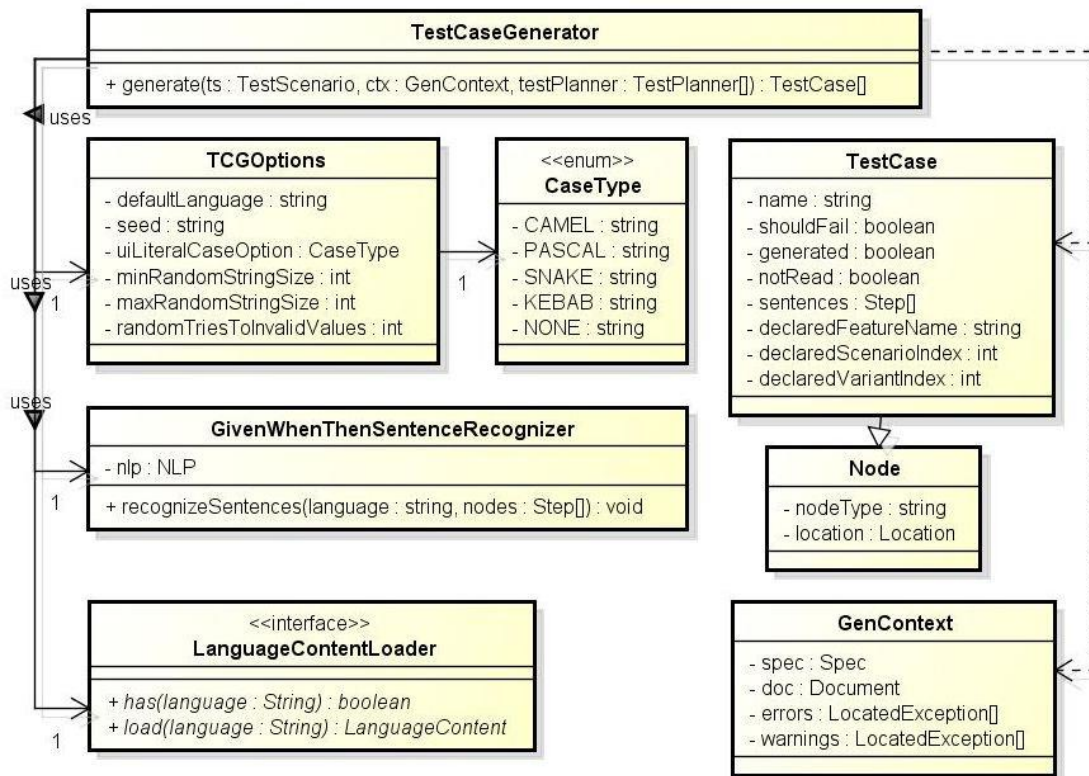 TestCaseGenerator
+ generate(ts : TestScenario, ctx : GenContext, testPlanner : TestPlanner[]) : TestCase[]
uses
TCGOptions
- defaultLanguage : string
- seed : string
- uiLiteralCaseOption : CaseType
- minRandomStringSize : int
- maxRandomStringSize : int
- randomTriesToInvalidValues : int
uses
1
1
<<enum>>
CaseType
- CAMEL : string
- PASCAL : string
- SNAKE : string
- KEBAB : string
- NONE : string
TestCase
- name : string
- shouldFail : boolean
- generated : boolean
- notRead : boolean
- sentences : Step[]
- declaredFeatureName : string
- declaredScenarioIndex : int
- declaredVariantIndex : int
uses
GivenWhenThenSentenceRecognizer
- nlp : NLP
+ recognizeSentences(language : string, nodes : Step[]) : void
1
Node
- nodeType : string
- location : Location
<<interface>>
LanguageContentLoader
+ has(language : String) : boolean
+ load(language : String) : LanguageContent
1
GenContext
- spec : Spec
- doc : Document
- errors : LocatedException[]
- warnings : LocatedException[]